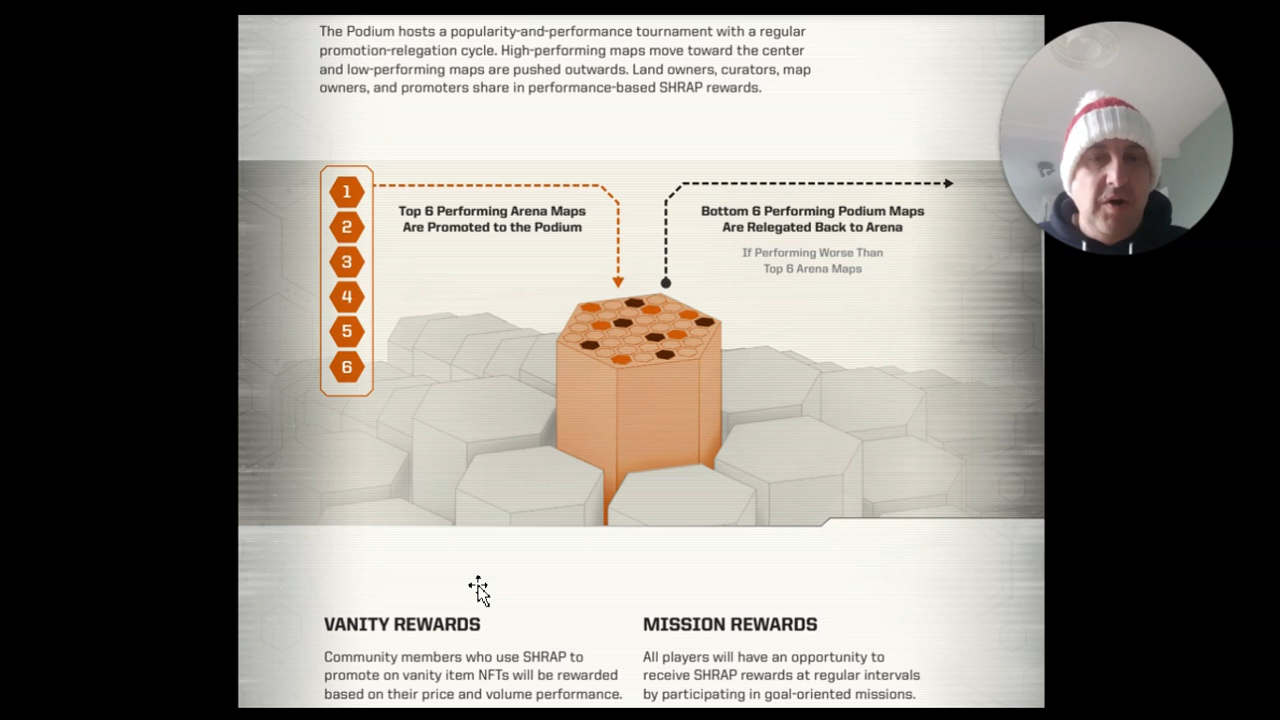 The Podium hosts a popularity-and-performance tournament with a regular
promotion-relegation cycle. High-performing maps move toward the center
and low-performing maps are pushed outwards. Land owners, curators, map
owners, and promoters share in performance-based SHRAP rewards.
1
2
3
4
5
6
Top 6 Performing Arena Maps
Are Promoted to the Podium
Bottom 6 Performing Podium Maps
Are Relegated Back to Arena
If Performing Worse Than
Top 6 Arena Maps
VANITY REWARDS
Community members who use SHRAP to
promote on vanity item NFTs will be rewarded
based on their price and volume performance.
MISSION REWARDS
All players will have an opportunity to
receive SHRAP rewards at regular intervals
by participating in goal-oriented missions.